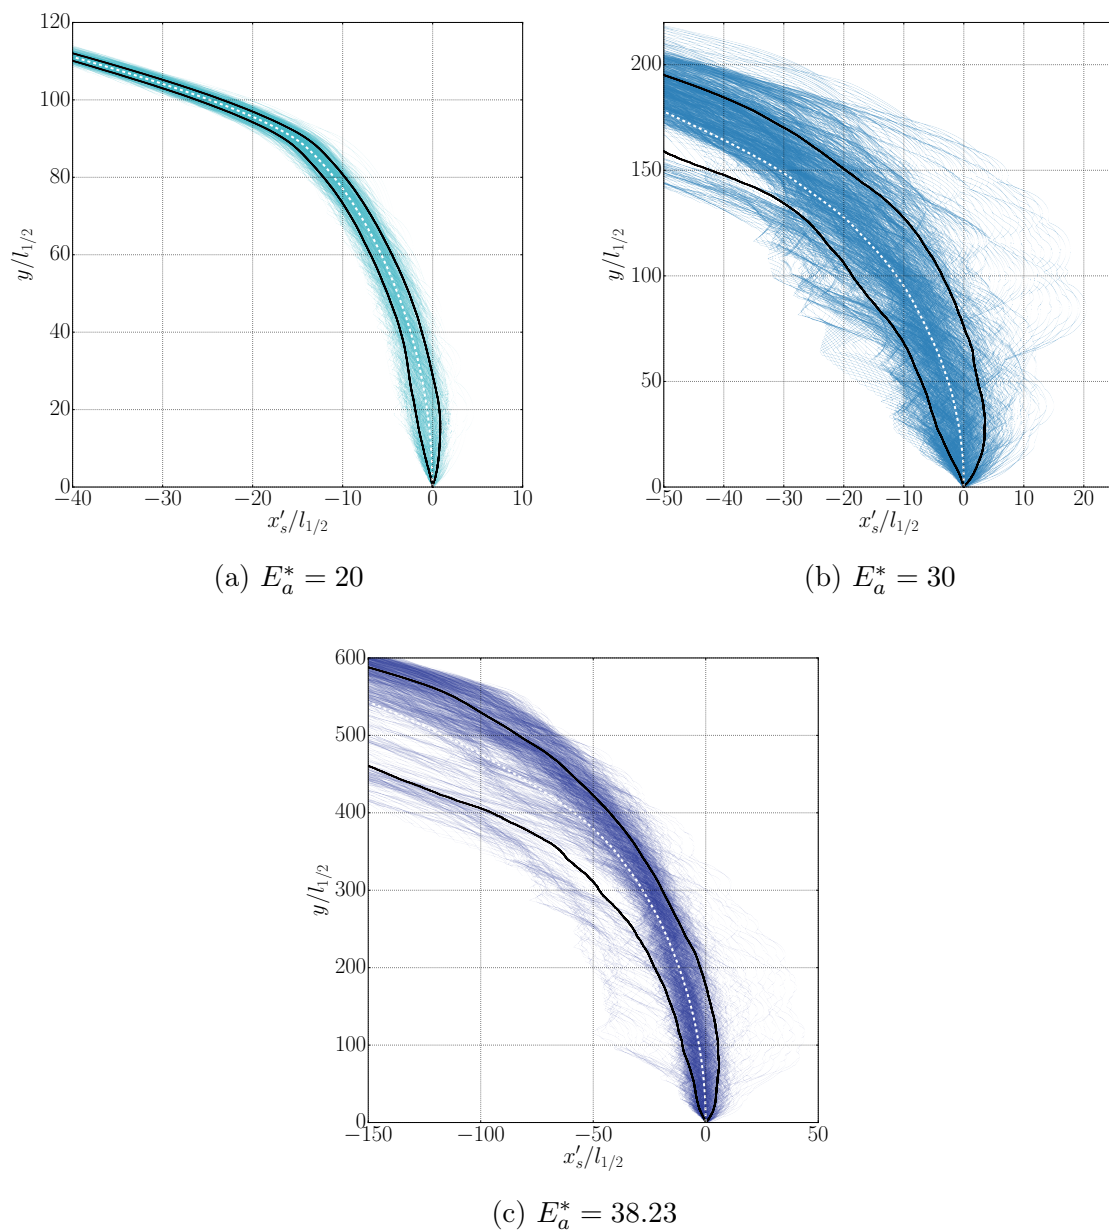 120
100
80
60
40
20
0
y/l_{1/2}
−40 −30 −20 −10 0 10
x′_s/l_{1/2}
(a) E*_a = 20
200
150
100
50
0
y/l_{1/2}
−50 −40 −30 −20 −10 0 10 20
x′_s/l_{1/2}
(b) E*_a = 30
600
500
400
300
200
100
0
y/l_{1/2}
−150 −100 −50 0 50
x′_s/l_{1/2}
(c) E*_a = 38.23